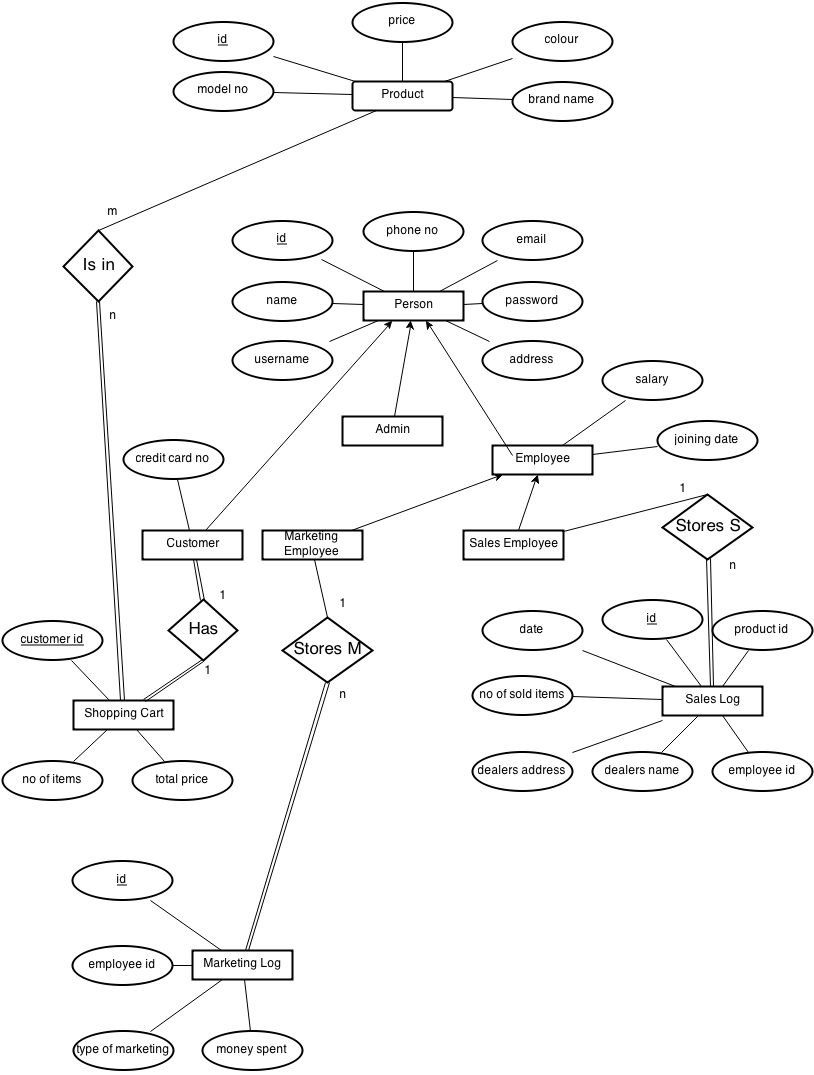 price
id
colour
model no
Product
brand name
m
Is in
n
phone no
id
email
name
Person
password
username
address
salary
Admin
joining date
credit card no
Employee
1
Stores S
Customer
Marketing
Employee
Sales Employee
n
1
1
Has
id
date
product id
customer id
Stores M
1
n
no of sold items
Sales Log
Shopping Cart
no of items
total price
dealers address
dealers name
employee id
id
employee id
Marketing Log
type of marketing
money spent